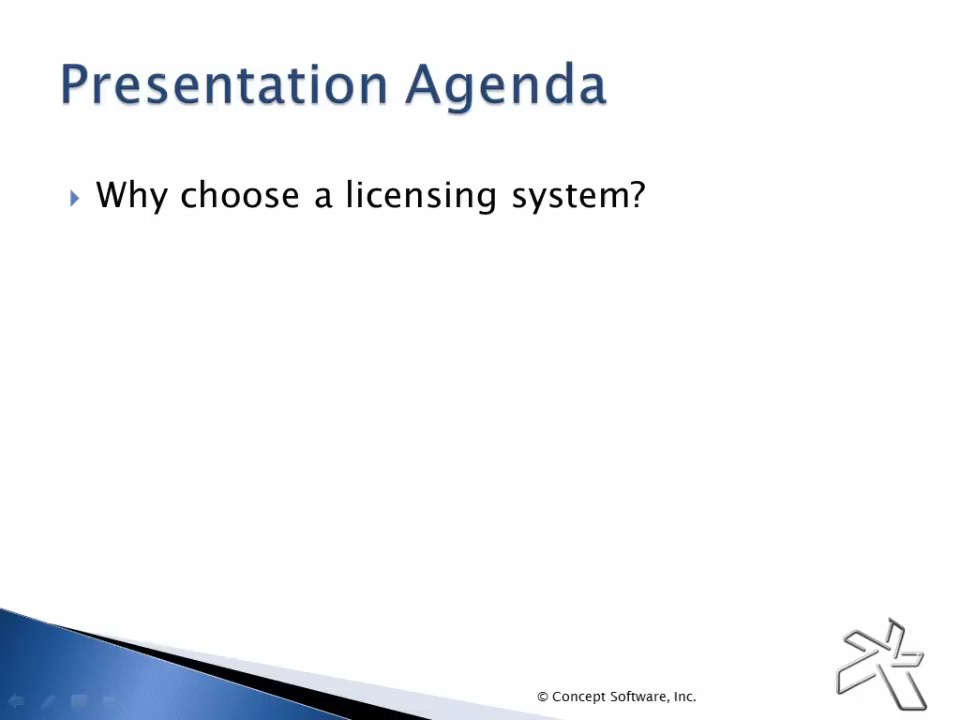 Presentation Agenda
Why choose a licensing system?
© Concept Software, Inc.